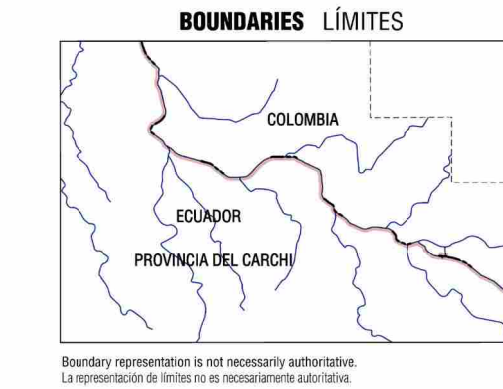 BOUNDARIES LÍMITES
COLOMBIA
ECUADOR
PROVINCIA DEL CARCHI
Boundary representation is not necessarily authoritative.
La representación de límites no es necesariamente autoritativa.